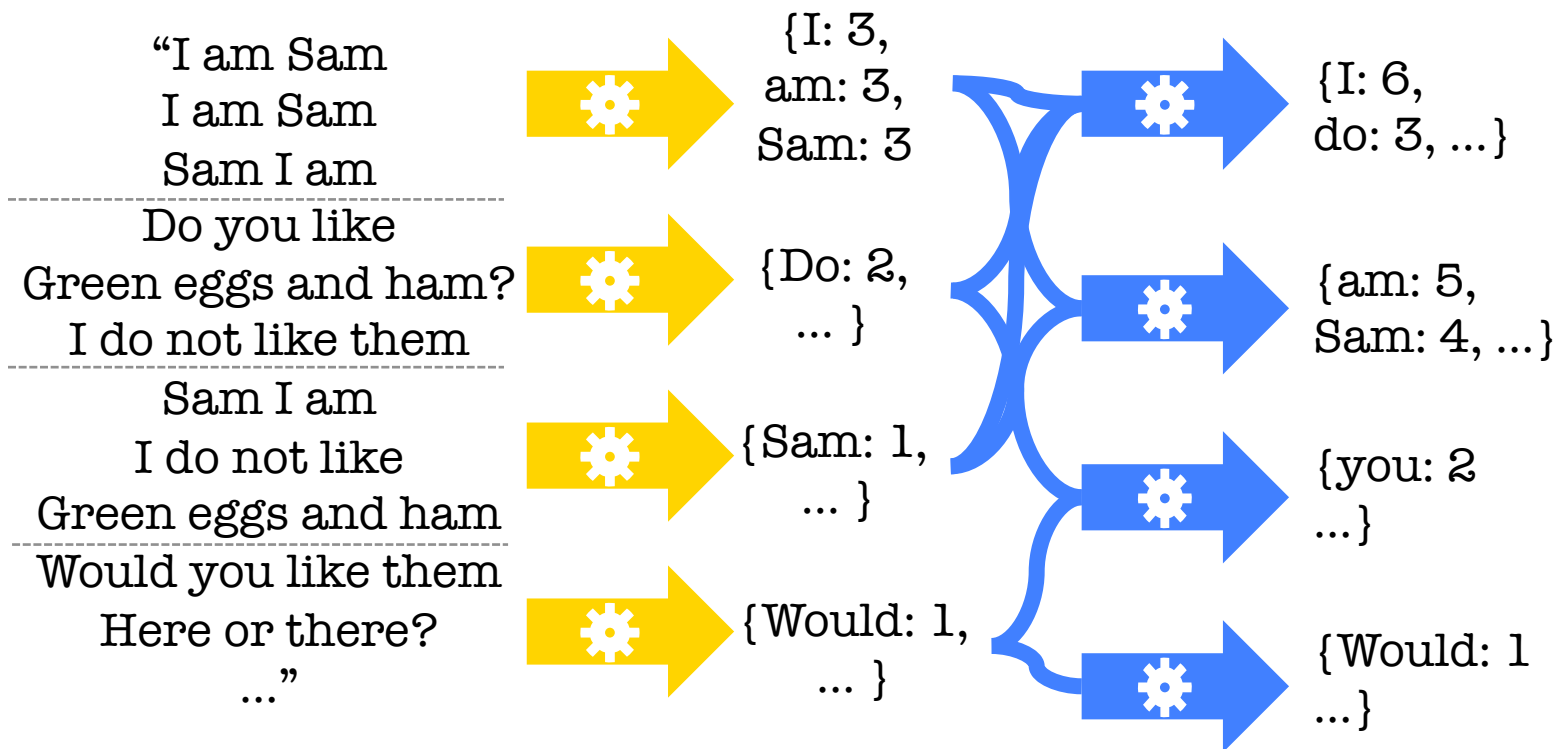 “I am Sam
I am Sam
Sam I am
Do you like
Green eggs and ham?
I do not like them
Sam I am
I do not like
Green eggs and ham
Would you like them
Here or there?
…”
{I: 3,
am: 3,
Sam: 3
{Do: 2,
… }
{Sam: 1,
… }
{Would: 1,
… }
{I: 6,
do: 3, …}
{am: 5,
Sam: 4, …}
{you: 2
…}
{Would: 1
…}